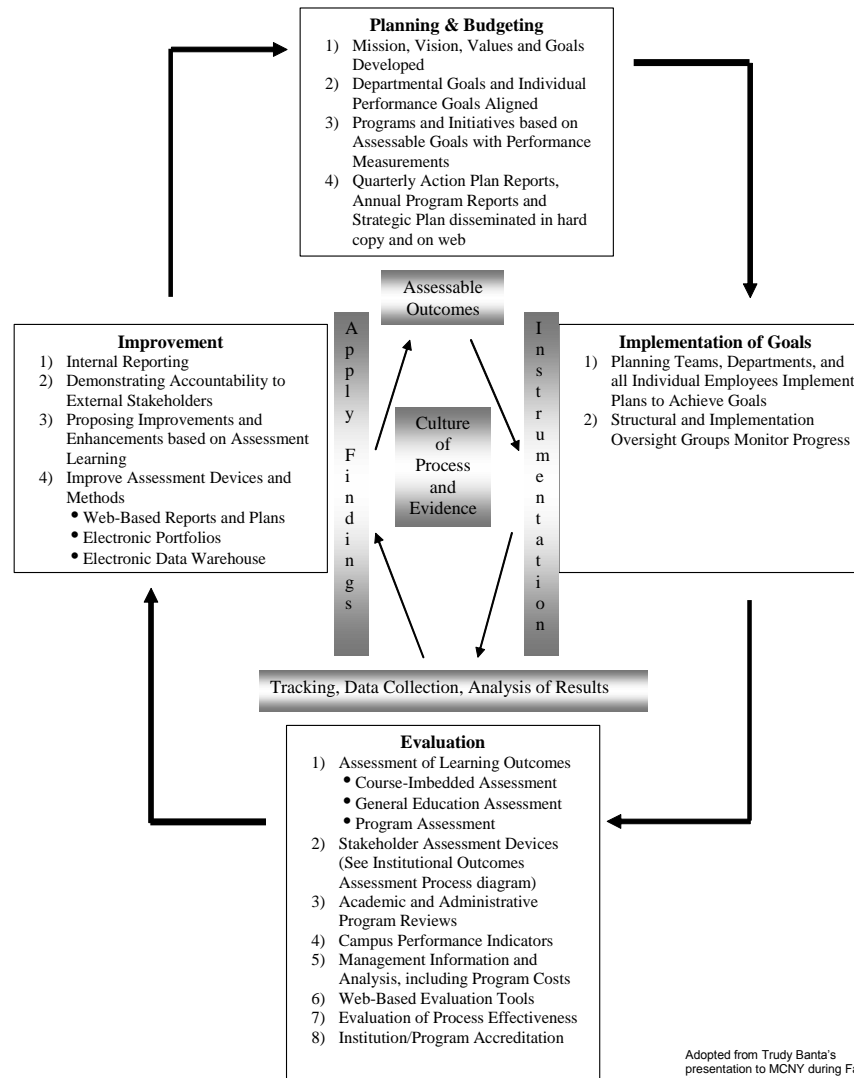 Planning & Budgeting
1) Mission, Vision, Values and Goals
Developed
2) Departmental Goals and Individual
Performance Goals Aligned
3) Programs and Initiatives based on
Assessable Goals with Performance
Measurements
4) Quarterly Action Plan Reports,
Annual Program Reports and
Strategic Plan disseminated in hard
copy and on web
Assessable
Outcomes
Apply Findings
Instrumentation
Culture
of
Process
and
Evidence
Improvement
1) Internal Reporting
2) Demonstrating Accountability to
External Stakeholders
3) Proposing Improvements and
Enhancements based on Assessment
Learning
4) Improve Assessment Devices and
Methods
• Web-Based Reports and Plans
• Electronic Portfolios
• Electronic Data Warehouse
Implementation of Goals
1) Planning Teams, Departments, and
all Individual Employees Implement
Plans to Achieve Goals
2) Structural and Implementation
Oversight Groups Monitor Progress
Tracking, Data Collection, Analysis of Results
Evaluation
1) Assessment of Learning Outcomes
• Course-Imbedded Assessment
• General Education Assessment
• Program Assessment
2) Stakeholder Assessment Devices
(See Institutional Outcomes
Assessment Process diagram)
3) Academic and Administrative
Program Reviews
4) Campus Performance Indicators
5) Management Information and
Analysis, including Program Costs
6) Web-Based Evaluation Tools
7) Evaluation of Process Effectiveness
8) Institution/Program Accreditation
Adopted from Trudy Banta's
presentation to MCNY during